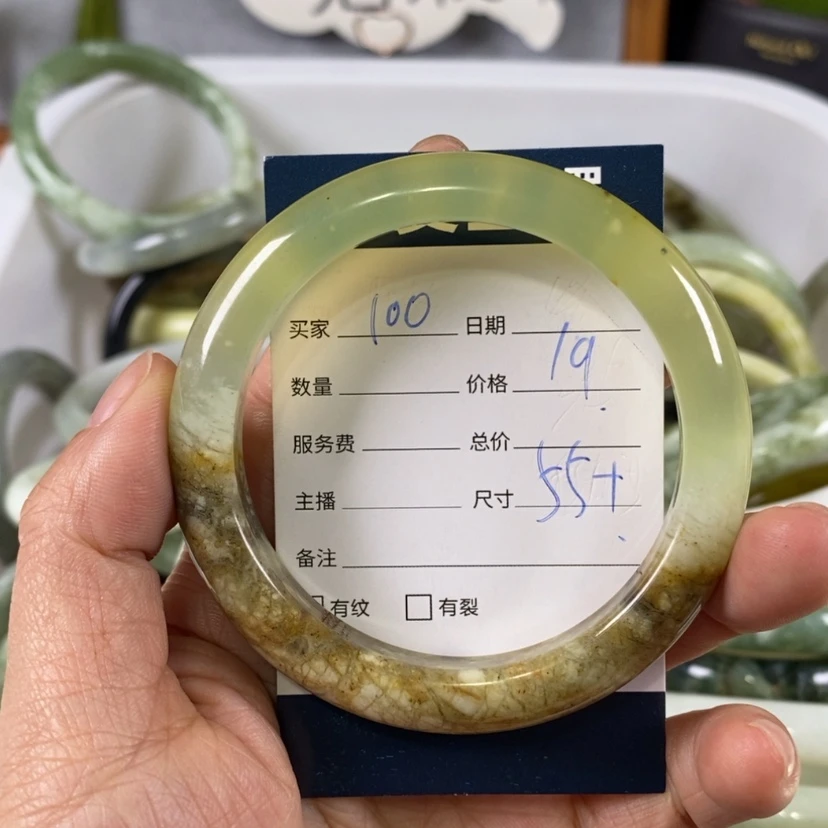 买家 100 日期
数量 价格 19.
服务费 总价
主播 尺寸 55+.
备注
有纹 □有裂